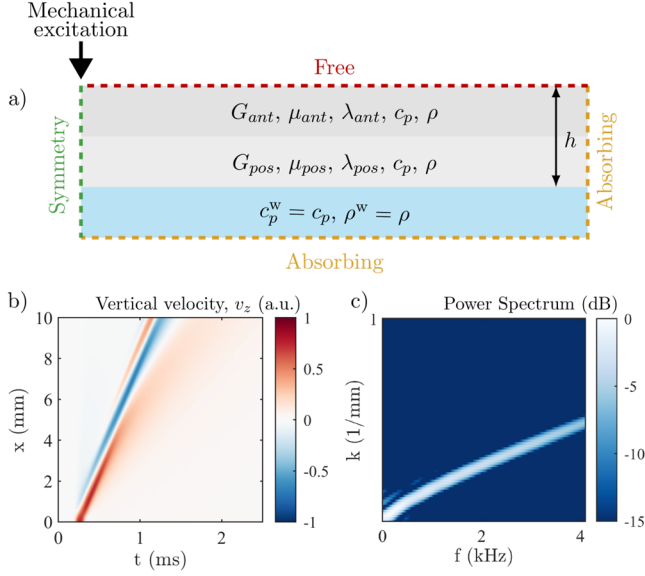 Mechanical
excitation
Free
a)
G_ant, μ_ant, λ_ant, c_p, ρ
G_pos, μ_pos, λ_pos, c_p, ρ
h
c_p^w = c_p, ρ^w = ρ
Symmetry
Absorbing
Absorbing
b)
Vertical velocity, v_z (a.u.)
10
8
6
4
2
0
x (mm)
0
1
2
t (ms)
1
0.5
0
-0.5
-1
c)
Power Spectrum (dB)
1
k (1/mm)
0
2
4
f (kHz)
0
-5
-10
-15